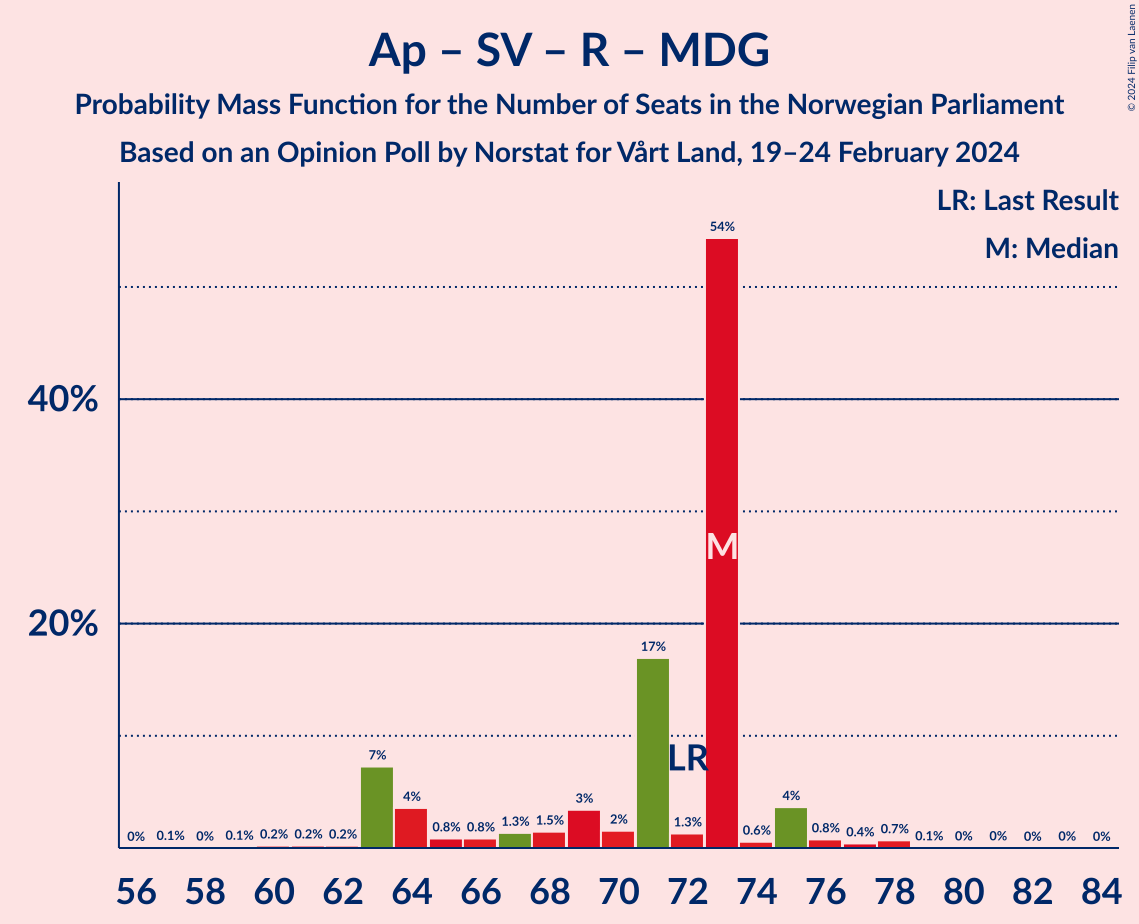 Ap – SV – R – MDG
Probability Mass Function for the Number of Seats in the Norwegian Parliament
Based on an Opinion Poll by Norstat for Vårt Land, 19–24 February 2024
© 2024 Filip van Laenen
LR: Last Result
M: Median
40%
20%
0% 0.1% 0% 0.1% 0.2% 0.2% 0.2% 7% 4% 0.8% 0.8% 1.3% 1.5% 3% 2% 17% 1.3% 54% 0.6% 4% 0.8% 0.4% 0.7% 0.1% 0% 0% 0% 0% 0%
LR
M
56 58 60 62 64 66 68 70 72 74 76 78 80 82 84